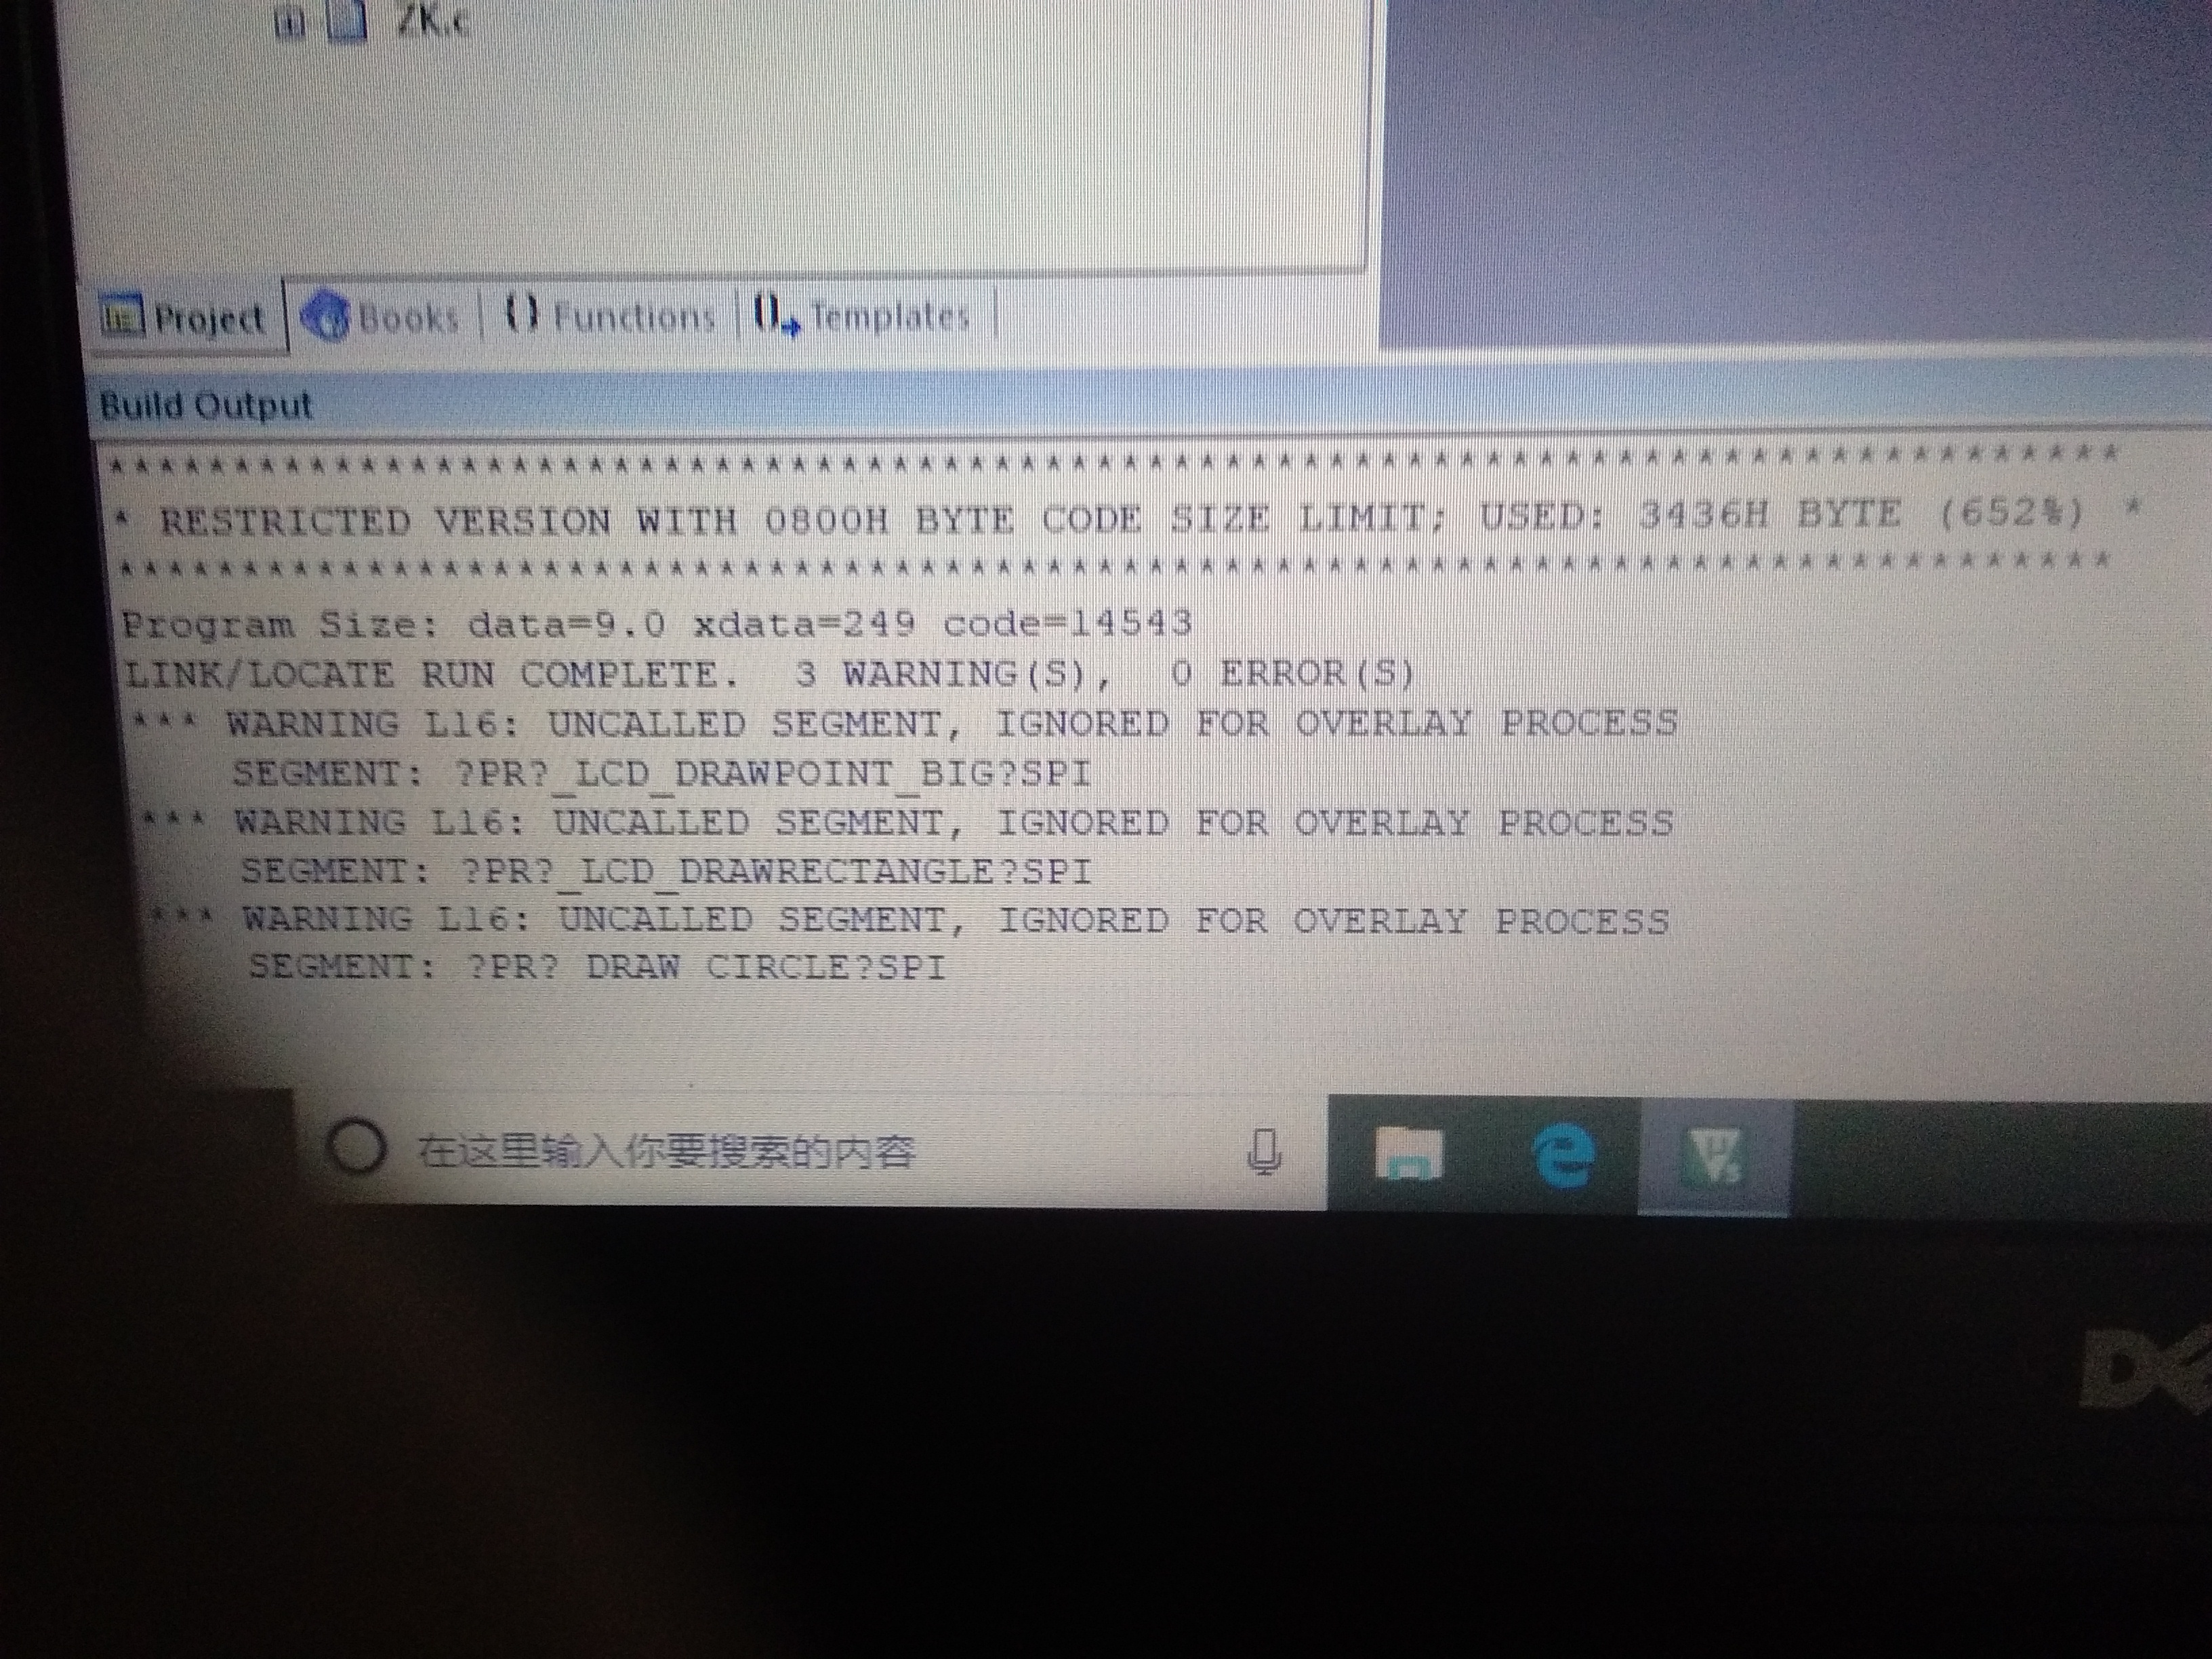 ZK.c
Project Books {} Functions Templates
Build Output
*******************************************************************************
* RESTRICTED VERSION WITH 0800H BYTE CODE SIZE LIMIT; USED: 3436H BYTE (652%) *
*******************************************************************************
Program Size: data=9.0 xdata=249 code=14543
LINK/LOCATE RUN COMPLETE.  3 WARNING(S),  0 ERROR(S)
*** WARNING L16: UNCALLED SEGMENT, IGNORED FOR OVERLAY PROCESS
    SEGMENT: ?PR?_LCD_DRAWPOINT_BIG?SPI
*** WARNING L16: UNCALLED SEGMENT, IGNORED FOR OVERLAY PROCESS
    SEGMENT: ?PR?_LCD_DRAWRECTANGLE?SPI
*** WARNING L16: UNCALLED SEGMENT, IGNORED FOR OVERLAY PROCESS
    SEGMENT: ?PR? DRAW CIRCLE?SPI
在这里输入你要搜索的内容